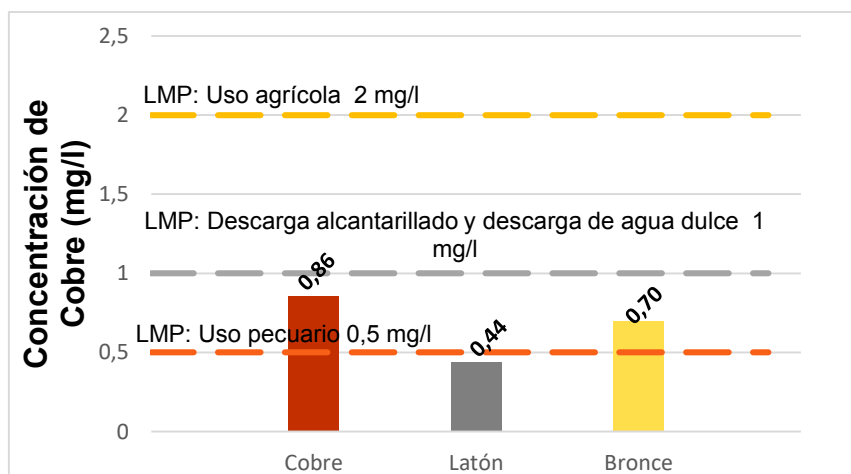 2,5
LMP: Uso agrícola 2 mg/l
2
1,5
LMP: Descarga alcantarillado y descarga de agua dulce 1
mg/l
1
0,86
LMP: Uso pecuario 0,5 mg/l
0,5
0,44
0,70
0
Concentración de
Cobre (mg/l)
Cobre
Latón
Bronce